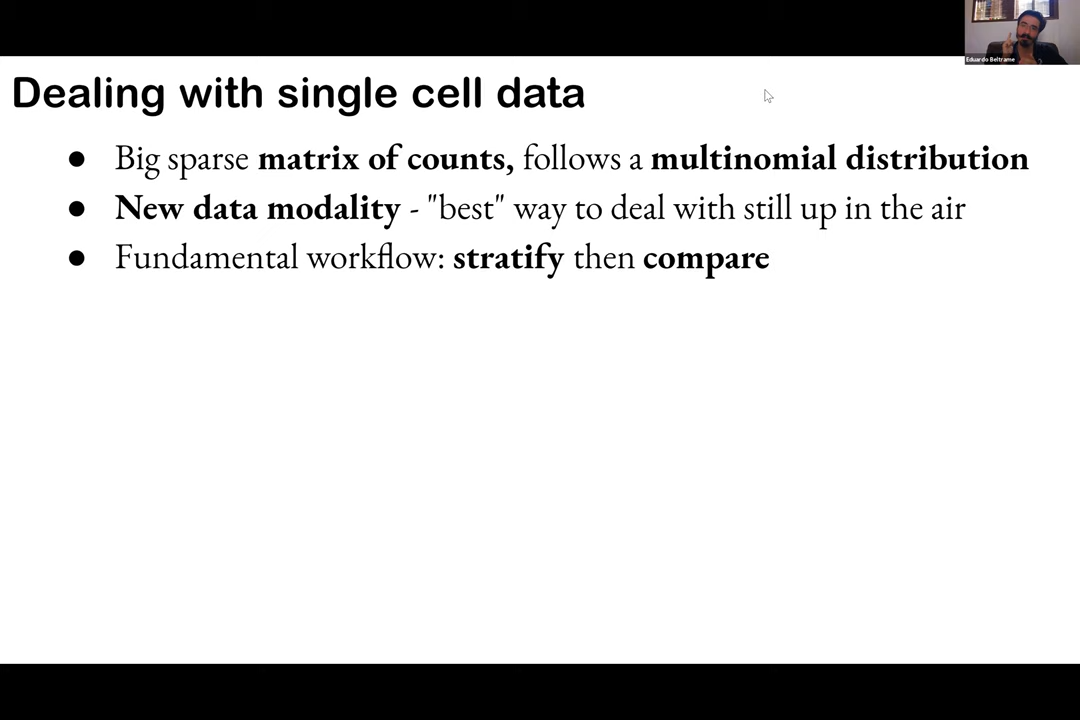 Eduardo Beltrame
Dealing with single cell data
● Big sparse matrix of counts, follows a multinomial distribution
● New data modality - "best" way to deal with still up in the air
● Fundamental workflow: stratify then compare